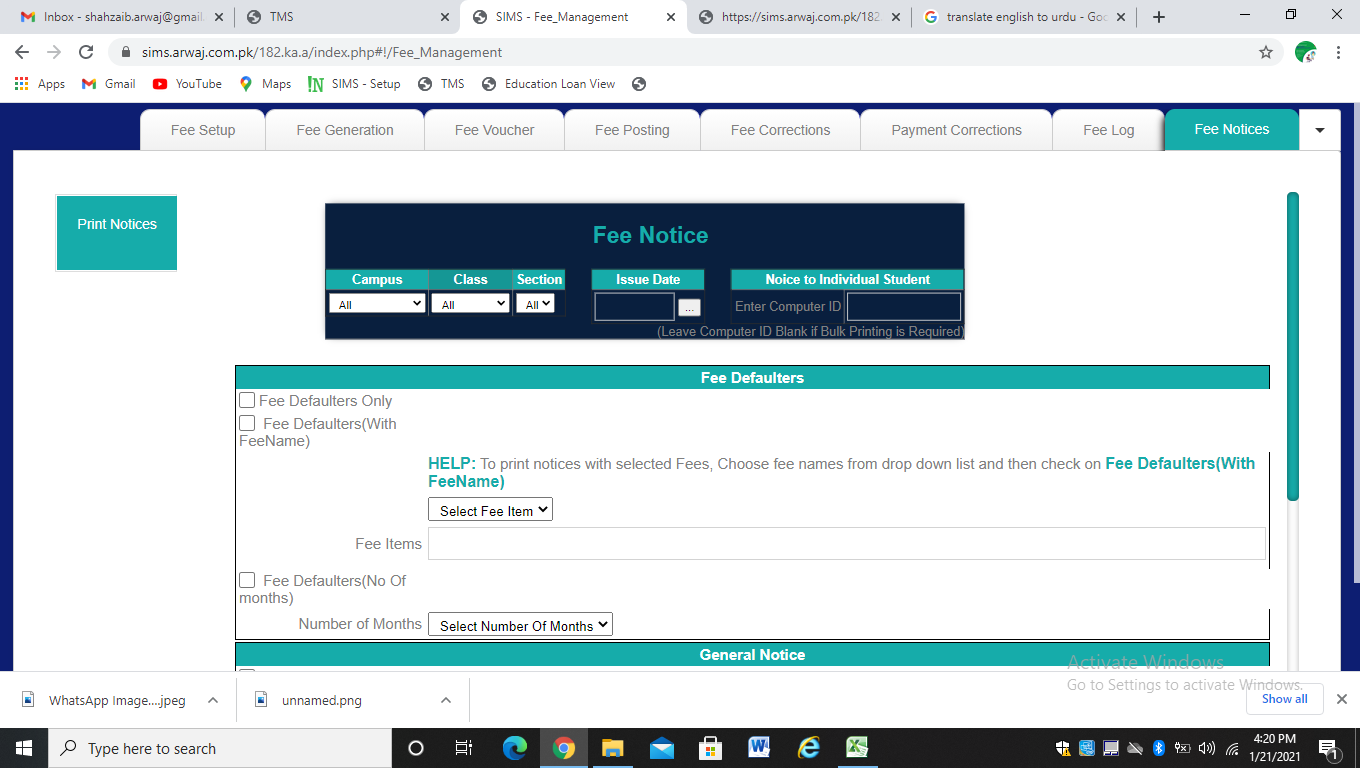 Inbox - shahzaib.arwaj@gmail.
TMS
SIMS - Fee_Management
https://sims.arwaj.com.pk/182.
translate english to urdu - Goo
sims.arwaj.com.pk/182.ka.a/index.php#!/Fee_Management
Apps
Gmail
YouTube
Maps
SIMS - Setup
TMS
Education Loan View
Fee Setup
Fee Generation
Fee Voucher
Fee Posting
Fee Corrections
Payment Corrections
Fee Log
Fee Notices
Print Notices
Fee Notice
Campus
Class
Section
Issue Date
Noice to Individual Student
All
All
All
...
Enter Computer ID
(Leave Computer ID Blank if Bulk Printing is Required)
Fee Defaulters
Fee Defaulters Only
Fee Defaulters(With
FeeName)
HELP: To print notices with selected Fees, Choose fee names from drop down list and then check on Fee Defaulters(With
FeeName)
Select Fee Item
Fee Items
Fee Defaulters(No Of
months)
Number of Months
Select Number Of Months
General Notice
Activate Windows
Go to Settings to activate Windows.
WhatsApp Image....jpeg
unnamed.png
Show all
Type here to search
4:20 PM
1/21/2021
1